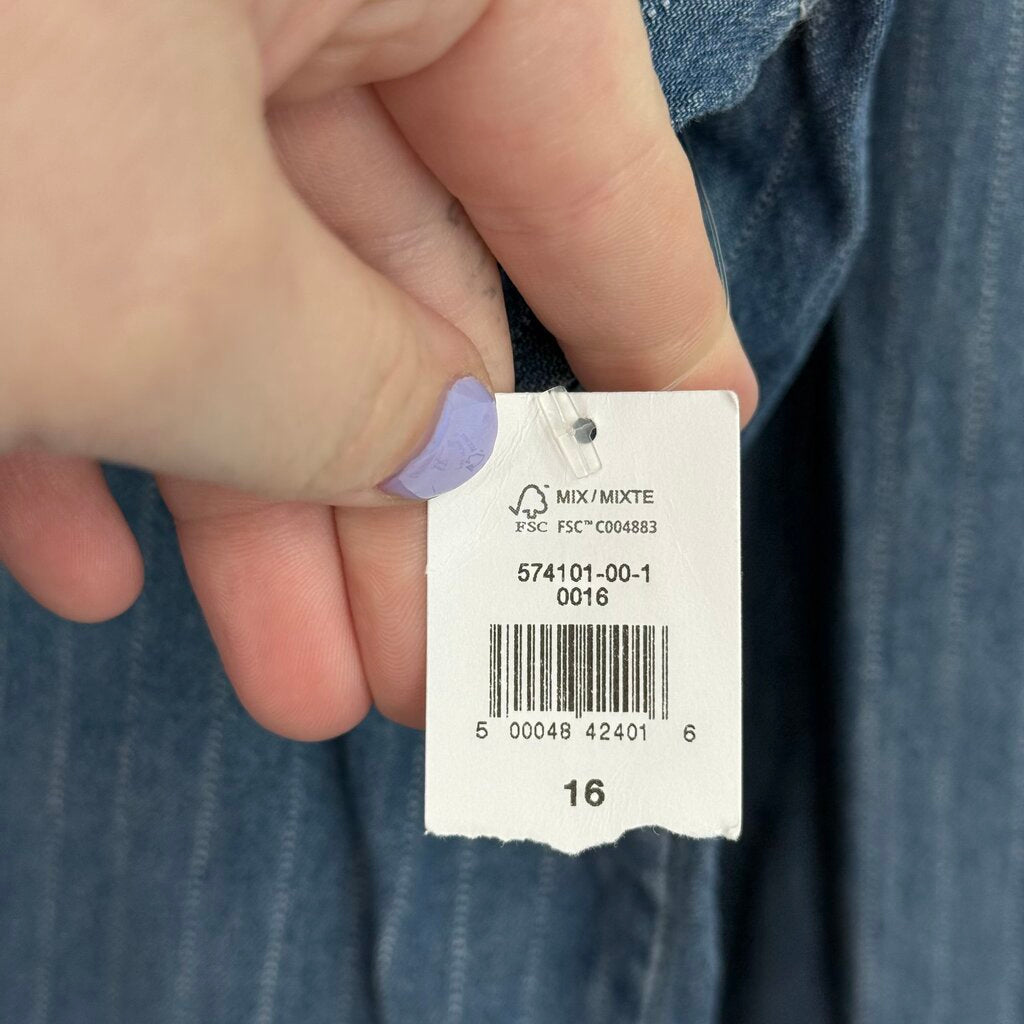 MIX/MIXTE
FSC FSC™ C004883
574101-00-1
0016
5 00048 42401 6
16